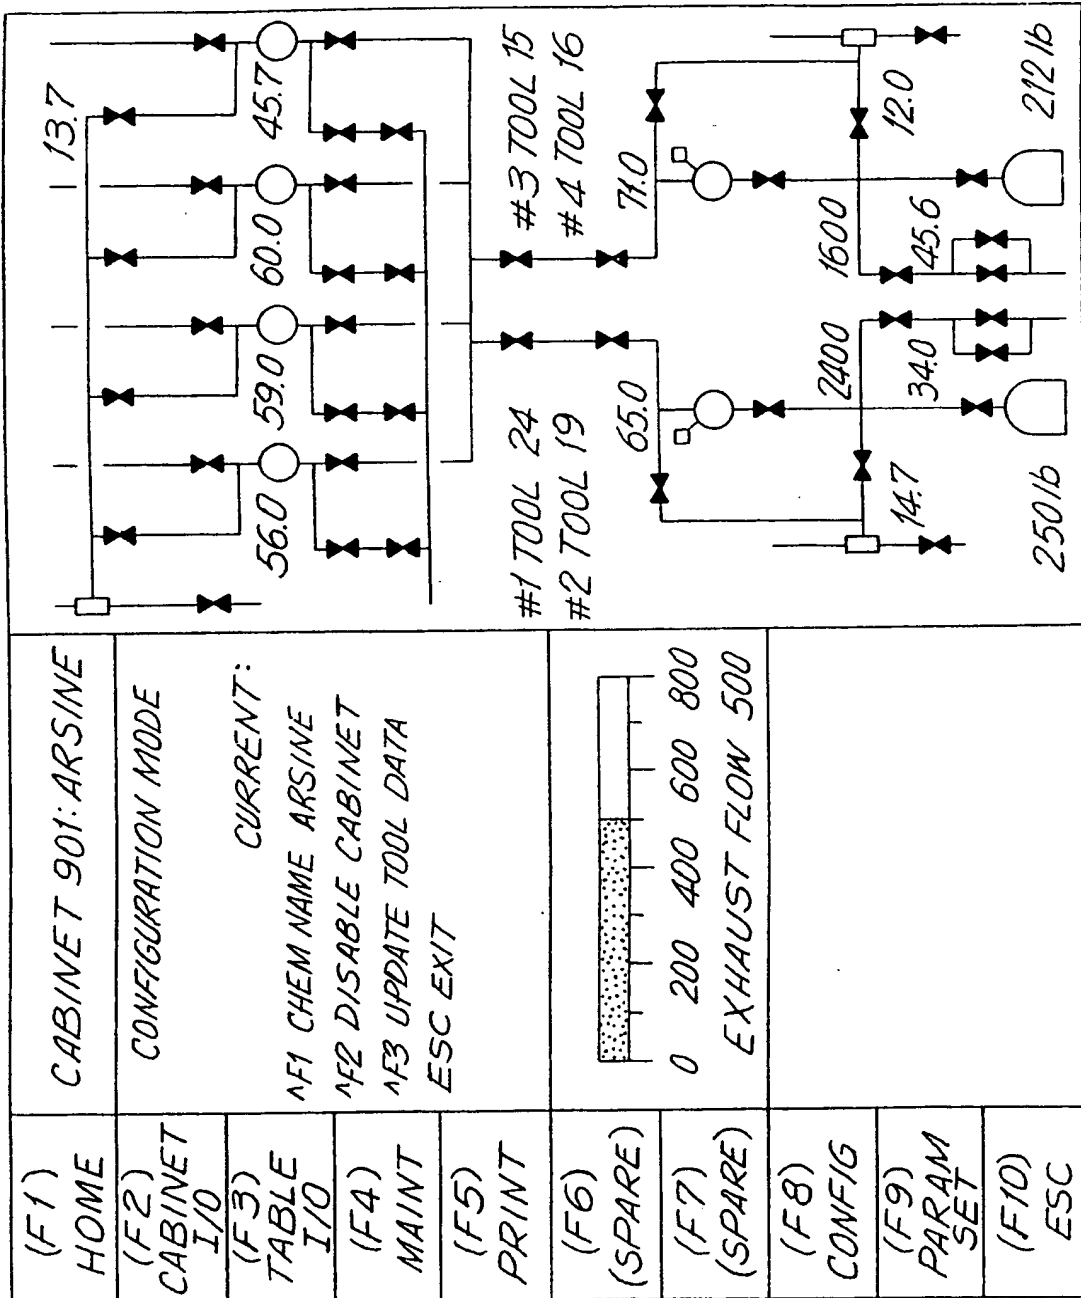 (F1)
HOME
(F2)
CABINET
I/O
(F3)
TABLE
I/O
(F4)
MAINT
(F5)
PRINT
(F6)
(SPARE)
(F7)
(SPARE)
(F8)
CONFIG
(F9)
PARAM
SET
(F10)
ESC
CABINET 901: ARSINE
CONFIGURATION MODE
CURRENT:
^F1 CHEM NAME ARSINE
^F2 DISABLE CABINET
^F3 UPDATE TOOL DATA
ESC EXIT
0 200 400 600 800
EXHAUST FLOW 500
13.7
56.0
59.0
60.0
45.7
#1 TOOL 24
#2 TOOL 19
#3 TOOL 15
#4 TOOL 16
65.0
71.0
2400
1600
14.7
34.0
45.6
12.0
250 lb
212 lb